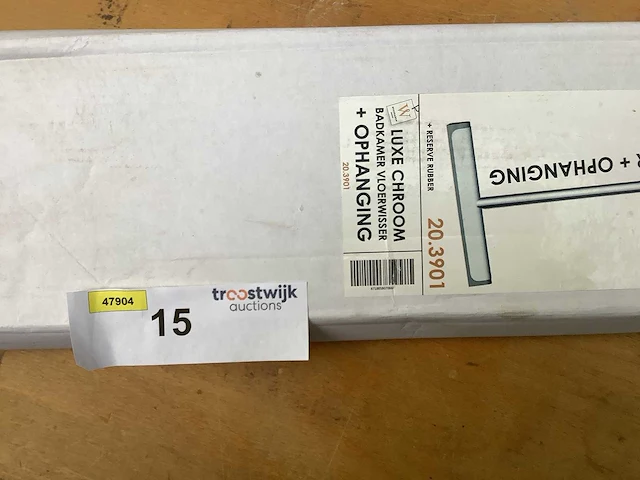 LUXE CHROOM
BADKAMER VLOERWISSER
+ OPHANGING
20.3901
+ RESERVE RUBBER
20.3901
R + OPHANGING
47904
15
troostwijk
auctions